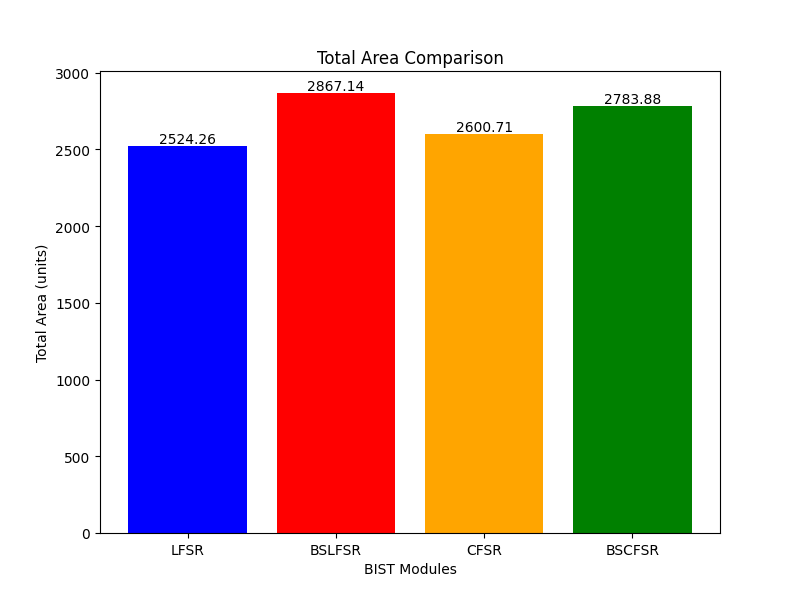 Total Area Comparison
3000
2500
2000
1500
1000
500
0
Total Area (units)
2524.26
2867.14
2600.71
2783.88
LFSR
BSLFSR
CFSR
BSCFSR
BIST Modules